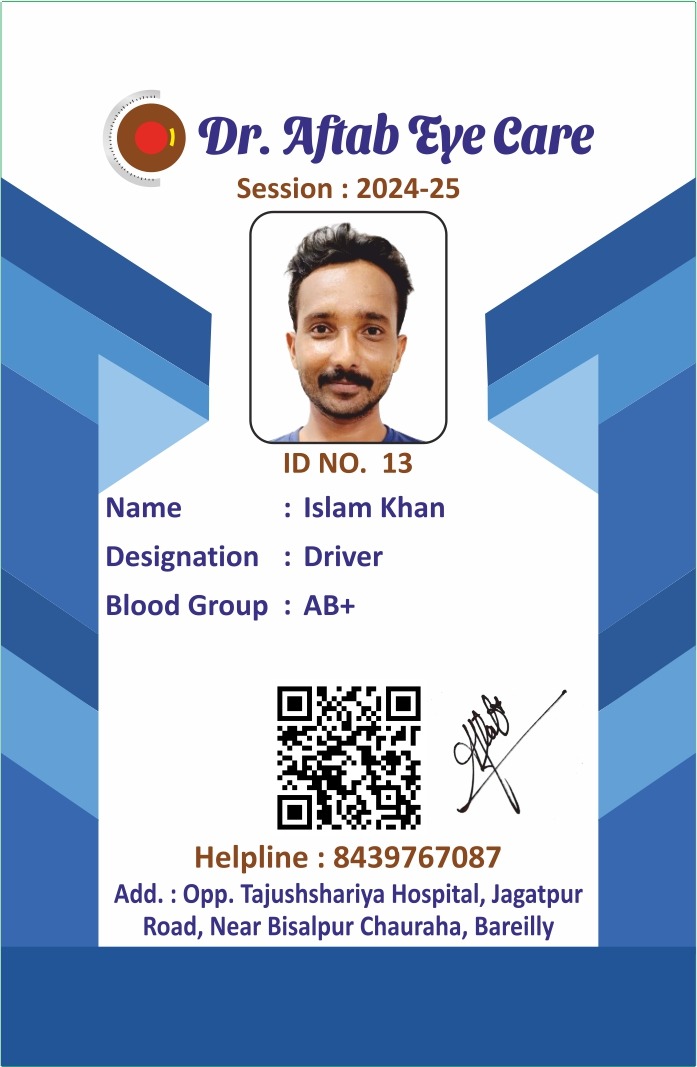 Dr. Aftab Eye Care
Session : 2024-25
ID NO. 13
Name : Islam Khan
Designation : Driver
Blood Group : AB+
Helpline : 8439767087
Add. : Opp. Tajushshariya Hospital, Jagatpur
Road, Near Bisalpur Chauraha, Bareilly